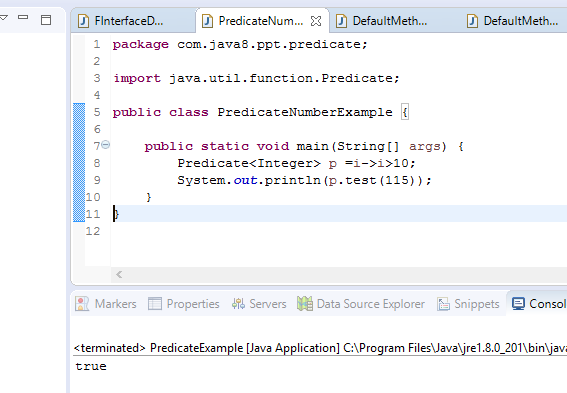 FInterfaceD... PredicateNum... DefaultMeth... DefaultMeth...
1 package com.java8.ppt.predicate;
2
3 import java.util.function.Predicate;
4
5 public class PredicateNumberExample {
6
7 public static void main(String[] args) {
8 Predicate<Integer> p =i->i>10;
9 System.out.println(p.test(115));
10 }
11 }
12
Markers Properties Servers Data Source Explorer Snippets Consol
<terminated> PredicateExample [Java Application] C:\Program Files\Java\jre1.8.0_201\bin\java
true